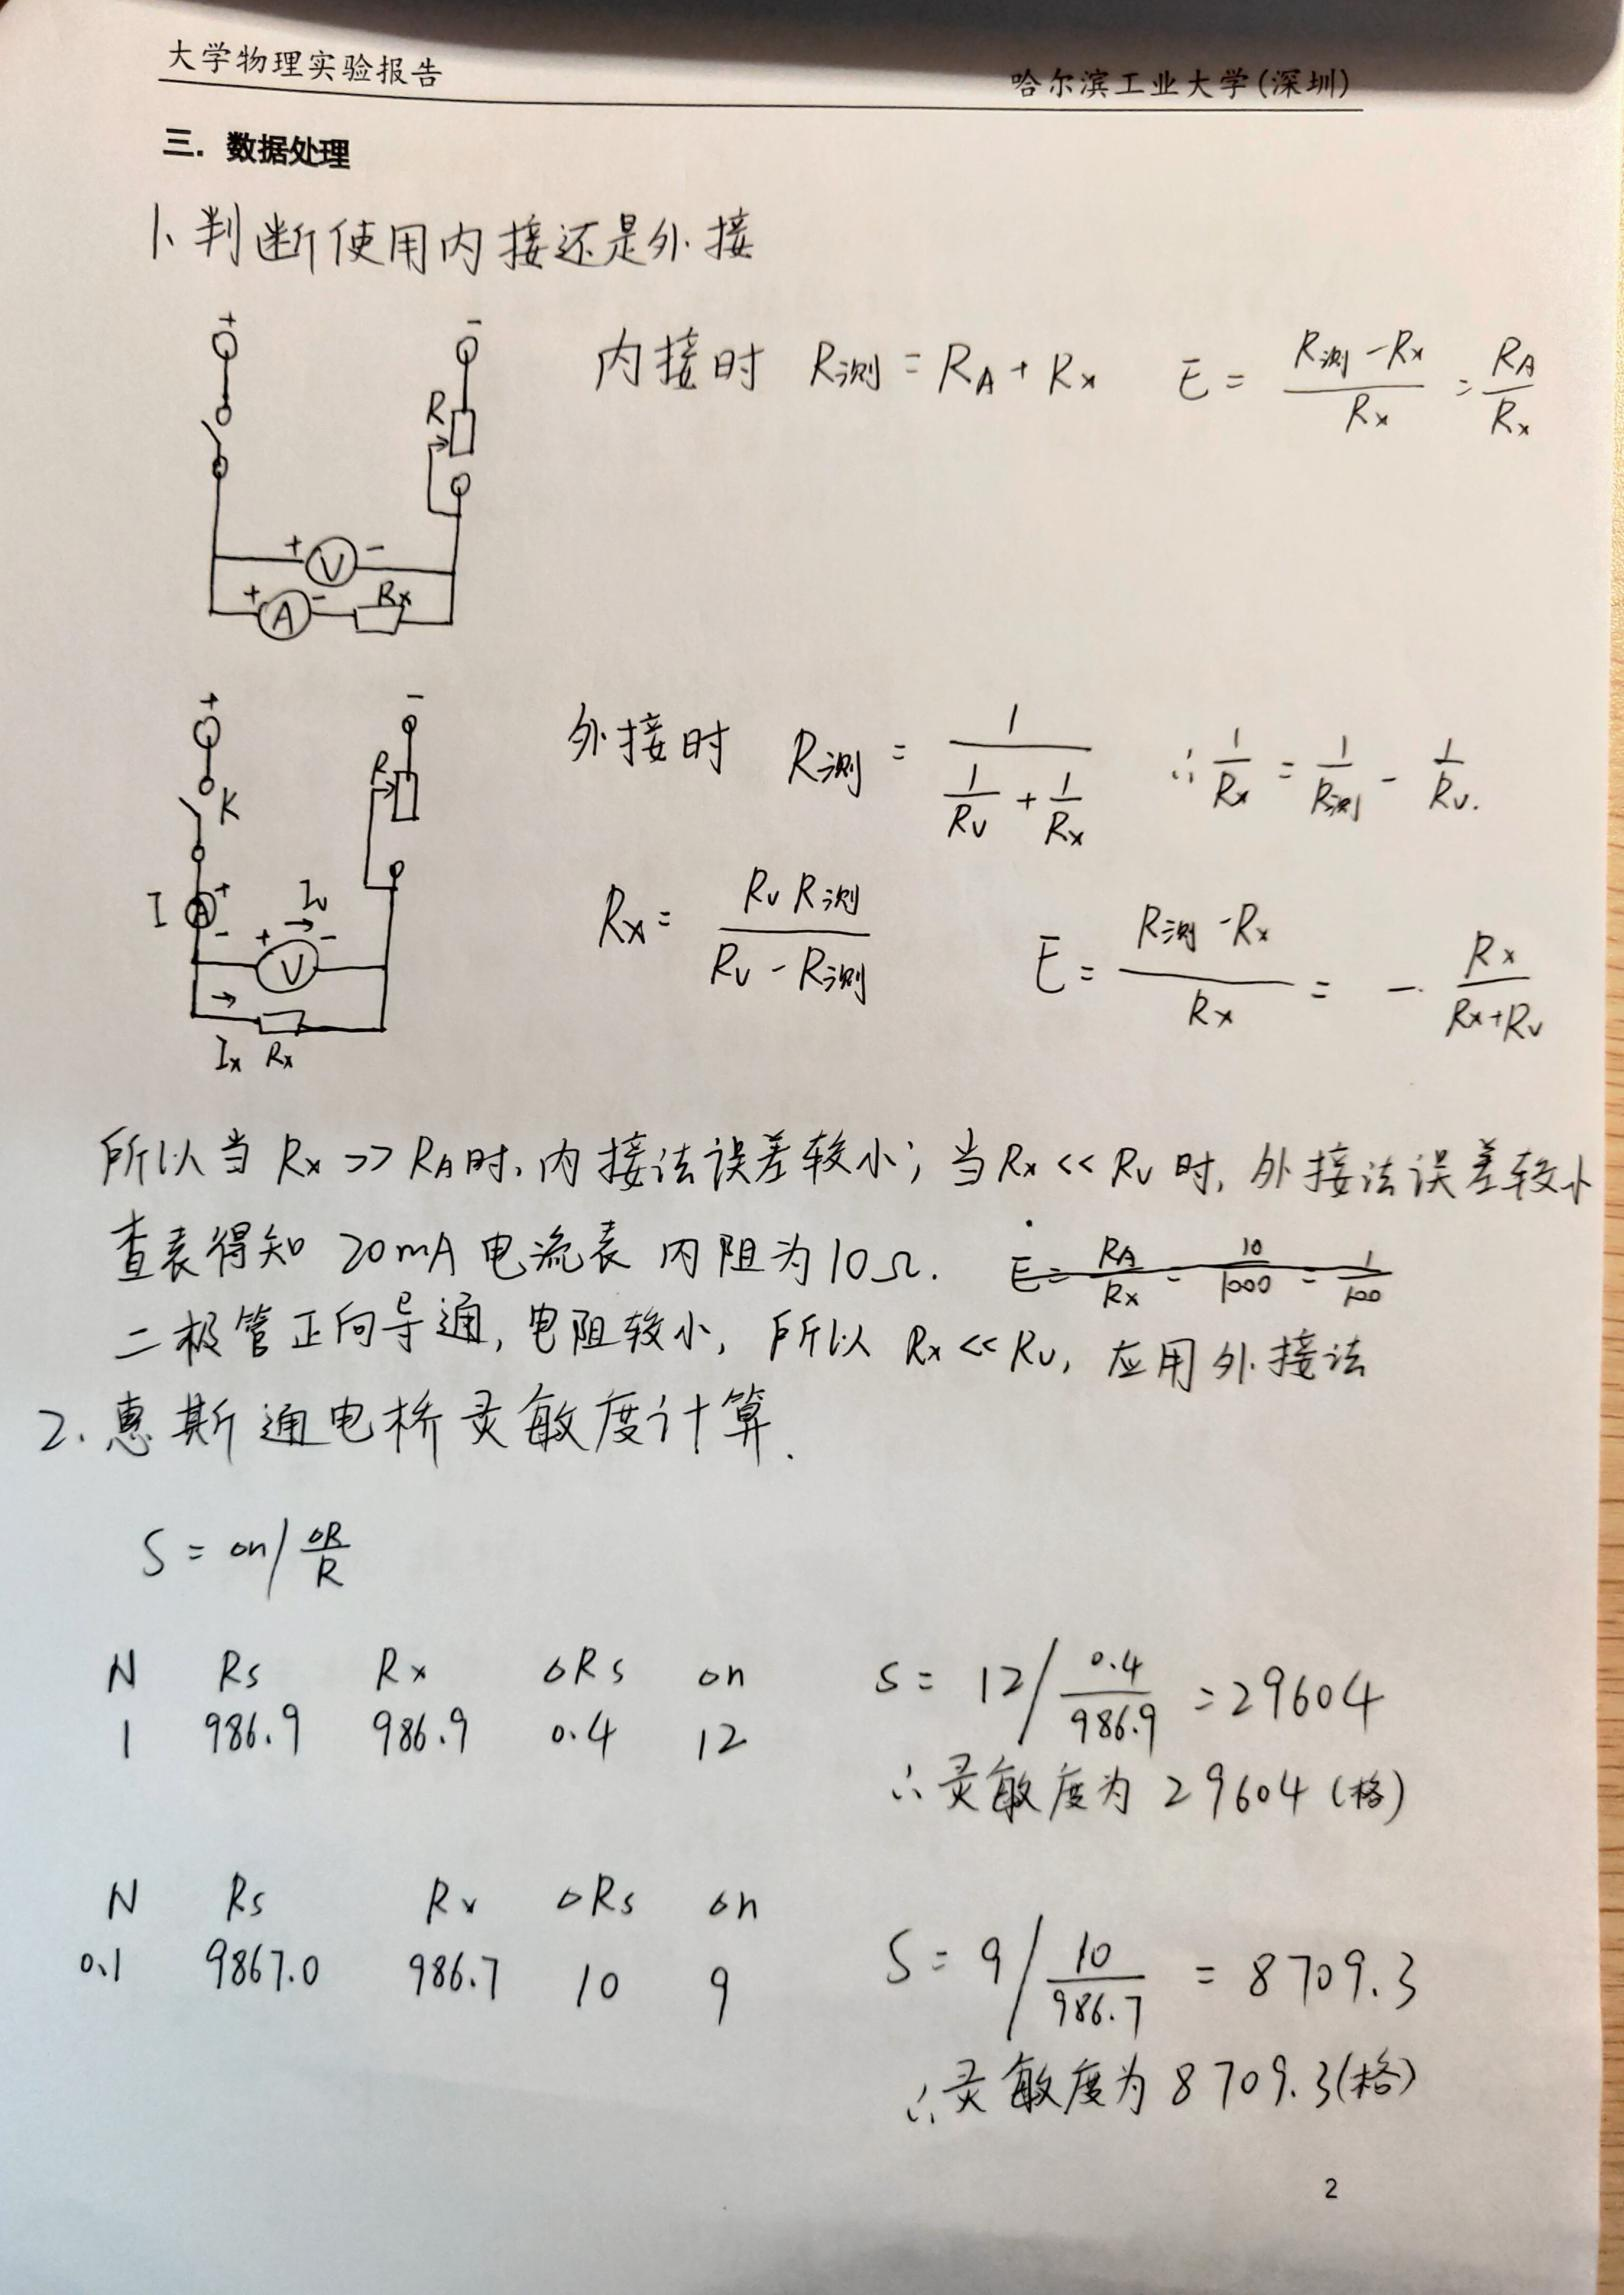 大学物理实验报告 哈尔滨工业大学(深圳)
三. 数据处理
1、判断使用内接还是外接
+ -
R
内接时 R测 = RA + Rx E = (R测 - Rx)/Rx = RA/Rx
+ V -
+ A - Rx
+ -
R
K
外接时 R测 = 1/(1/Rv + 1/Rx) ∴ 1/Rx = 1/R测 - 1/Rv.
I A + -
Iv
+ V -
Ix Rx
Rx = Rv R测/(Rv - R测) E = (R测 - Rx)/Rx = - Rx/(Rx+Rv)
所以当 Rx >> RA时, 内接法误差较小; 当Rx << Rv 时, 外接法误差较小
查表得知 20mA 电流表 内阻为10Ω. E = RA/Rx = 10/1000 = 1/100
二极管正向导通, 电阻较小, 所以 Rx << Rv, 应用外接法
2. 惠斯通电桥灵敏度计算.
S = △n/ △R/R
N Rs Rx △Rs △n
1 986.9 986.9 0.4 12
S = 12/ 0.4/986.9 = 29604
∴ 灵敏度为 29604 (格)
N Rs Rx △Rs △n
0.1 9867.0 986.7 10 9
S = 9/ 10/986.7 = 8709.3
∴ 灵敏度为 8709.3(格)
2